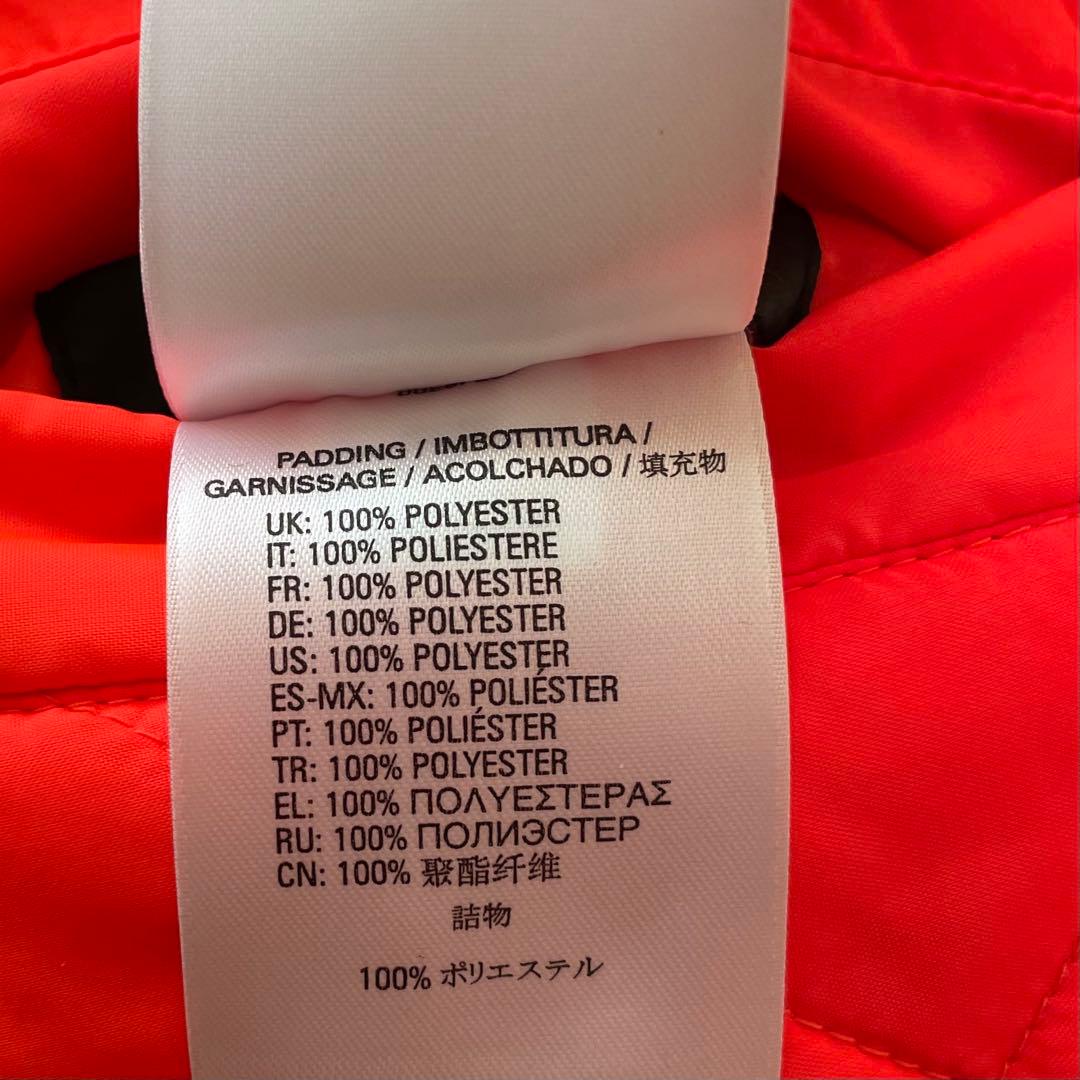 PADDING / IMBOTTITURA /
GARNISSAGE / ACOLCHADO / 填充物
UK: 100% POLYESTER
IT: 100% POLIESTERE
FR: 100% POLYESTER
DE: 100% POLYESTER
US: 100% POLYESTER
ES-MX: 100% POLIÉSTER
PT: 100% POLIÉSTER
TR: 100% POLYESTER
EL: 100% ΠΟΛΥΕΣΤΕΡΑΣ
RU: 100% ПОЛИЭСТЕР
CN: 100% 聚酯纤维
詰物
100% ポリエステル